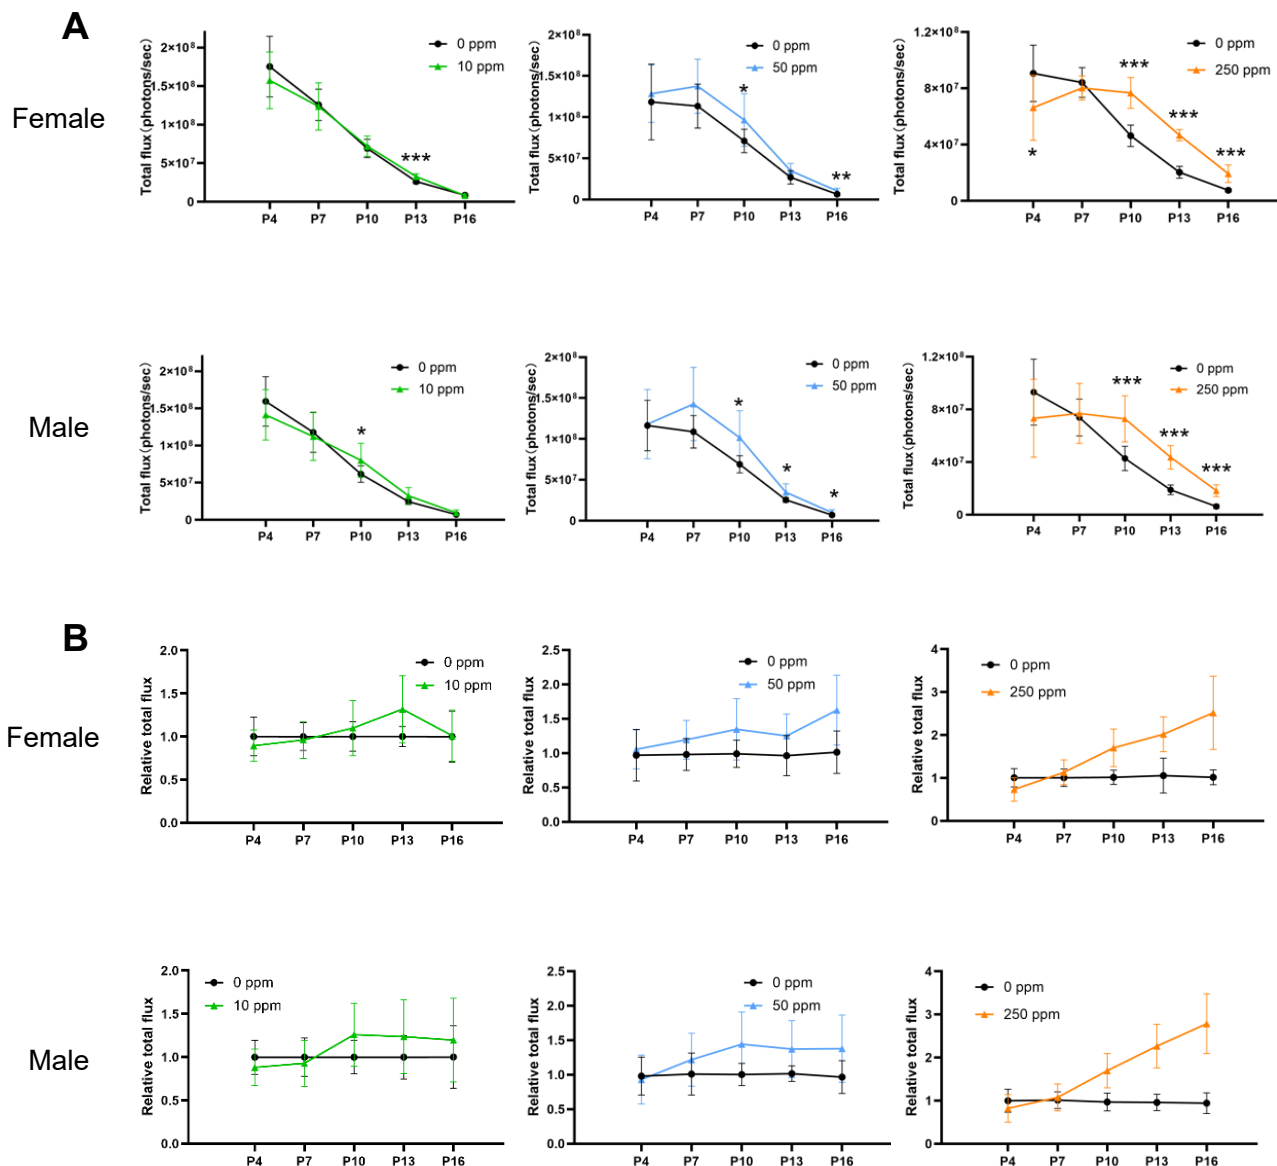 A
Female
Total flux(photons/sec)
2×10⁸
1.5×10⁸
1×10⁸
5×10⁷
0
P4 P7 P10 P13 P16
0 ppm
10 ppm
***
Total flux(photons/sec)
2×10⁸
1.5×10⁸
1×10⁸
5×10⁷
0
P4 P7 P10 P13 P16
0 ppm
50 ppm
*
**
Total flux(photons/sec)
1.2×10⁸
8×10⁷
4×10⁷
0
P4 P7 P10 P13 P16
0 ppm
250 ppm
*
***
***
***
Male
Total flux(photons/sec)
2×10⁸
1.5×10⁸
1×10⁸
5×10⁷
0
P4 P7 P10 P13 P16
0 ppm
10 ppm
*
Total flux(photons/sec)
2×10⁸
1.5×10⁸
1×10⁸
5×10⁷
0
P4 P7 P10 P13 P16
0 ppm
50 ppm
*
*
*
Total flux(photons/sec)
1.2×10⁸
8×10⁷
4×10⁷
0
P4 P7 P10 P13 P16
0 ppm
250 ppm
***
***
***
B
Female
Relative total flux
2.0
1.5
1.0
0.5
0.0
P4 P7 P10 P13 P16
0 ppm
10 ppm
Relative total flux
2.5
2.0
1.5
1.0
0.5
0.0
P4 P7 P10 P13 P16
0 ppm
50 ppm
Relative total flux
4
3
2
1
0
P4 P7 P10 P13 P16
0 ppm
250 ppm
Male
Relative total flux
2.0
1.5
1.0
0.5
0.0
P4 P7 P10 P13 P16
0 ppm
10 ppm
Relative total flux
2.5
2.0
1.5
1.0
0.5
0.0
P4 P7 P10 P13 P16
0 ppm
50 ppm
Relative total flux
4
3
2
1
0
P4 P7 P10 P13 P16
0 ppm
250 ppm